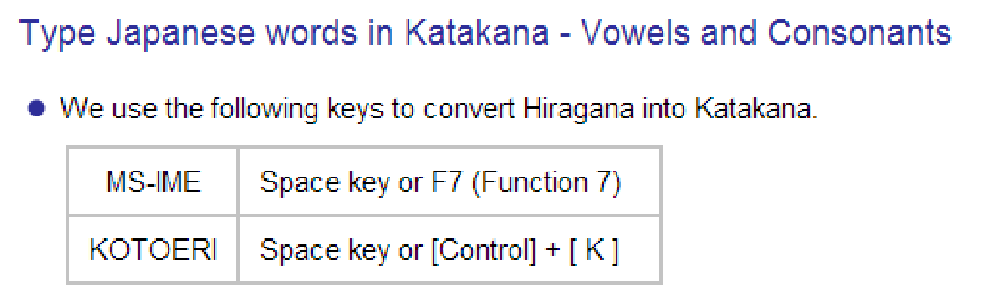 Type Japanese words in Katakana - Vowels and Consonants
We use the following keys to convert Hiragana into Katakana.
MS-IME Space key or F7 (Function 7)
KOTOERI Space key or [Control] + [ K ]